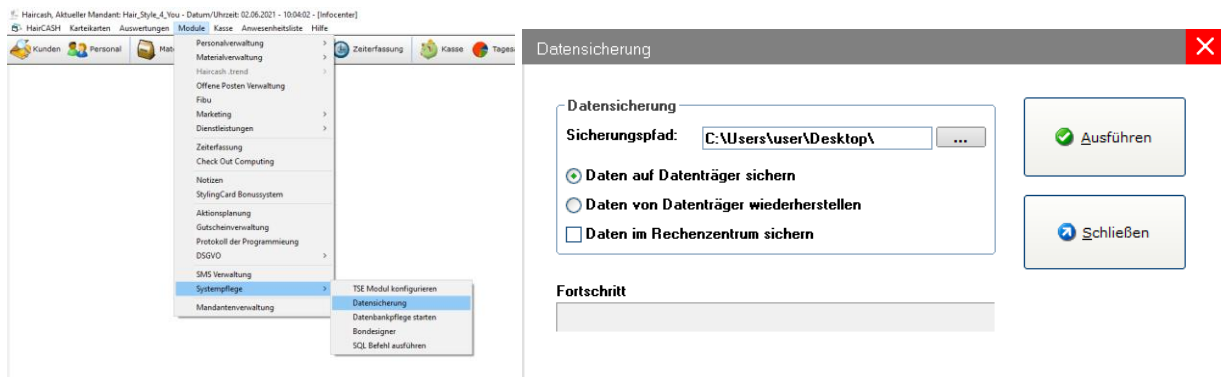 Haircash, Aktueller Mandant: Hair_Style_4_You - Datum/Uhrzeit: 02.06.2021 - 10:04:02 - [Infocenter]
HairCASH Karteikarten Auswertungen Module Kasse Anwesenheitsliste Hilfe
Kunden Personal Mate Zeiterfassung Kasse Tagesa
Personalverwaltung
Materialverwaltung
Haircash .trend
Offene Posten Verwaltung
Fibu
Marketing
Dienstleistungen
Zeiterfassung
Check Out Computing
Notizen
StylingCard Bonussystem
Aktionsplanung
Gutscheinverwaltung
Protokoll der Programmieung
DSGVO
SMS Verwaltung
Systempflege
Mandantenverwaltung
TSE Modul konfigurieren
Datensicherung
Datenbankpflege starten
Bondesigner
SQL Befehl ausführen
Datensicherung
Datensicherung
Sicherungspfad: C:\Users\user\Desktop\ ...
Daten auf Datenträger sichern
Daten von Datenträger wiederherstellen
Daten im Rechenzentrum sichern
Ausführen
Schließen
Fortschritt